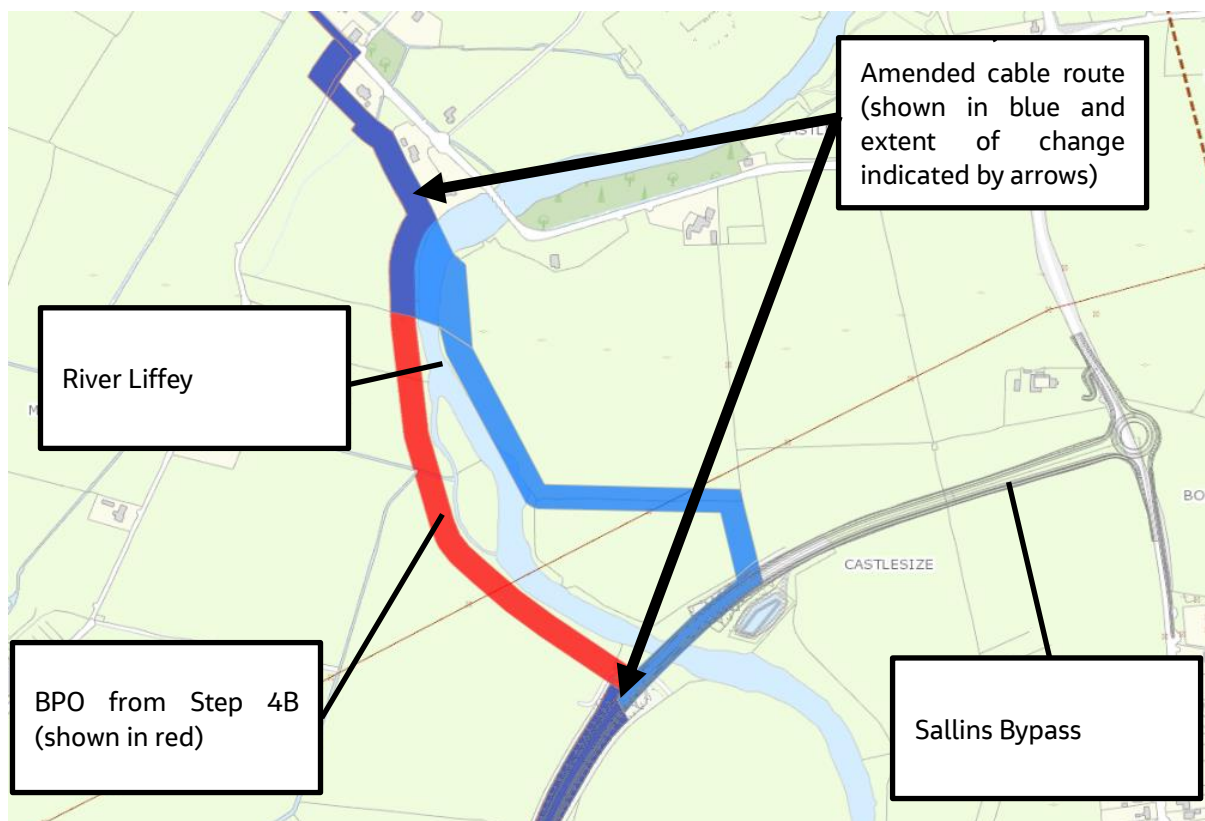 Amended cable route
(shown in blue and
extent of change
indicated by arrows)
River Liffey
CASTLESIZE
BPO from Step 4B
(shown in red)
Sallins Bypass